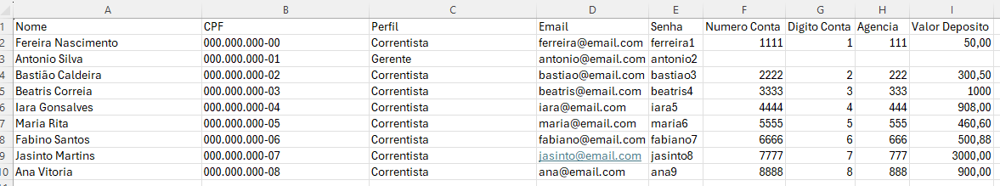 A B C D E F G H I
1 Nome CPF Perfil Email Senha Numero Conta Digito Conta Agencia Valor Deposito
2 Fereira Nascimento 000.000.000-00 Correntista ferreira@email.com ferreira1 1111 1 111 50,00
3 Antonio Silva 000.000.000-01 Gerente antonio@email.com antonio2
4 Bastião Caldeira 000.000.000-02 Correntista bastiao@email.com bastiao3 2222 2 222 300,50
5 Beatris Correia 000.000.000-03 Correntista beatris@email.com beatris4 3333 3 333 1000
6 Iara Gonsalves 000.000.000-04 Correntista iara@email.com iara5 4444 4 444 908,00
7 Maria Rita 000.000.000-05 Correntista maria@email.com maria6 5555 5 555 460,60
8 Fabino Santos 000.000.000-06 Correntista fabiano@email.com fabiano7 6666 6 666 500,88
9 Jasinto Martins 000.000.000-07 Correntista jasinto@email.com jasinto8 7777 7 777 3000,00
10 Ana Vitoria 000.000.000-08 Correntista ana@email.com ana9 8888 8 888 900,00